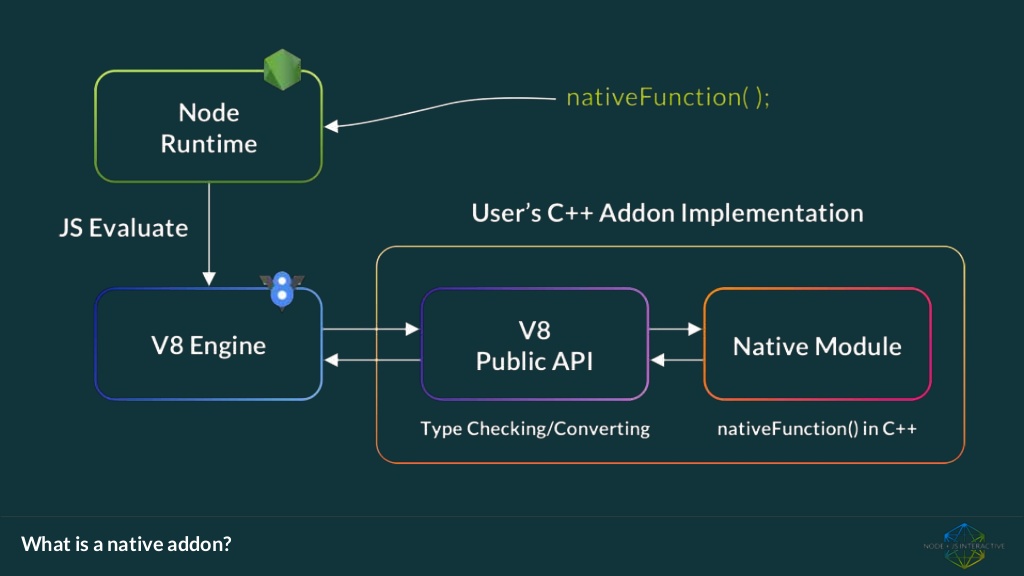 nativeFunction( );
Node
Runtime
JS Evaluate
User’s C++ Addon Implementation
8
V8 Engine
V8
Public API
Native Module
Type Checking/Converting
nativeFunction() in C++
What is a native addon?
NODE + JS INTERACTIVE